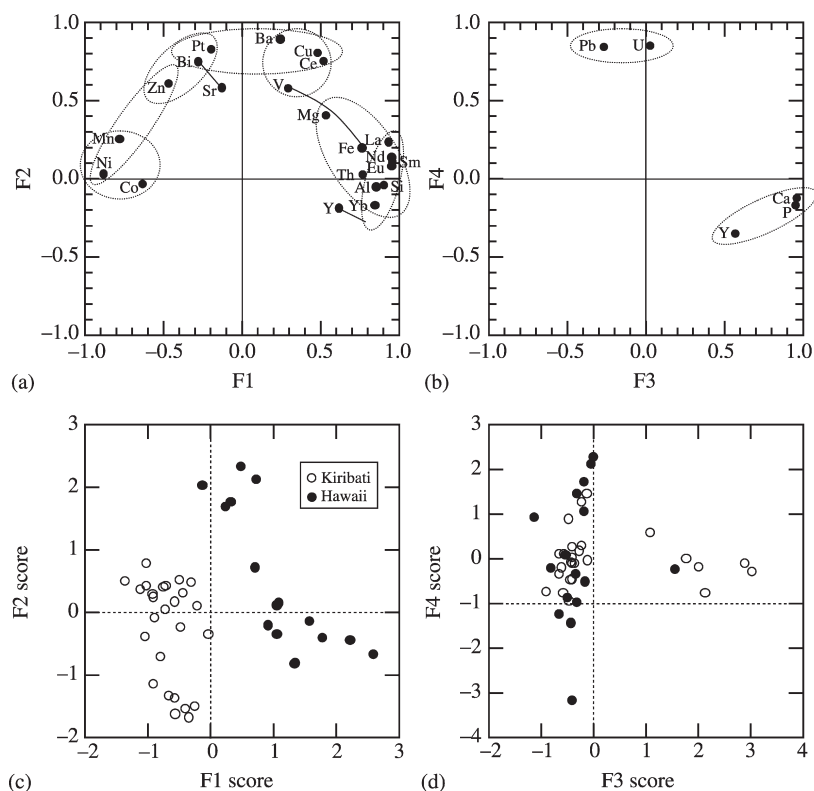 1.0
0.5
0.0
−0.5
−1.0
F2
Pt
Bi
Zn
Sr
Ba
Cu
Ce
V
Mg
Mn
Ni
Co
Fe
La
Nd
Sm
Eu
Th
Al
Si
Yb
Y
−1.0 −0.5 0.0 0.5 1.0
F1
(a)
1.0
0.5
0.0
−0.5
−1.0
F4
Pb
U
Ca
P
Y
−1.0 −0.5 0.0 0.5 1.0
F3
(b)
3
2
1
0
−1
−2
F2 score
Kiribati
Hawaii
−2 −1 0 1 2 3
F1 score
(c)
3
2
1
0
−1
−2
−3
−4
F4 score
−2 −1 0 1 2 3 4
F3 score
(d)